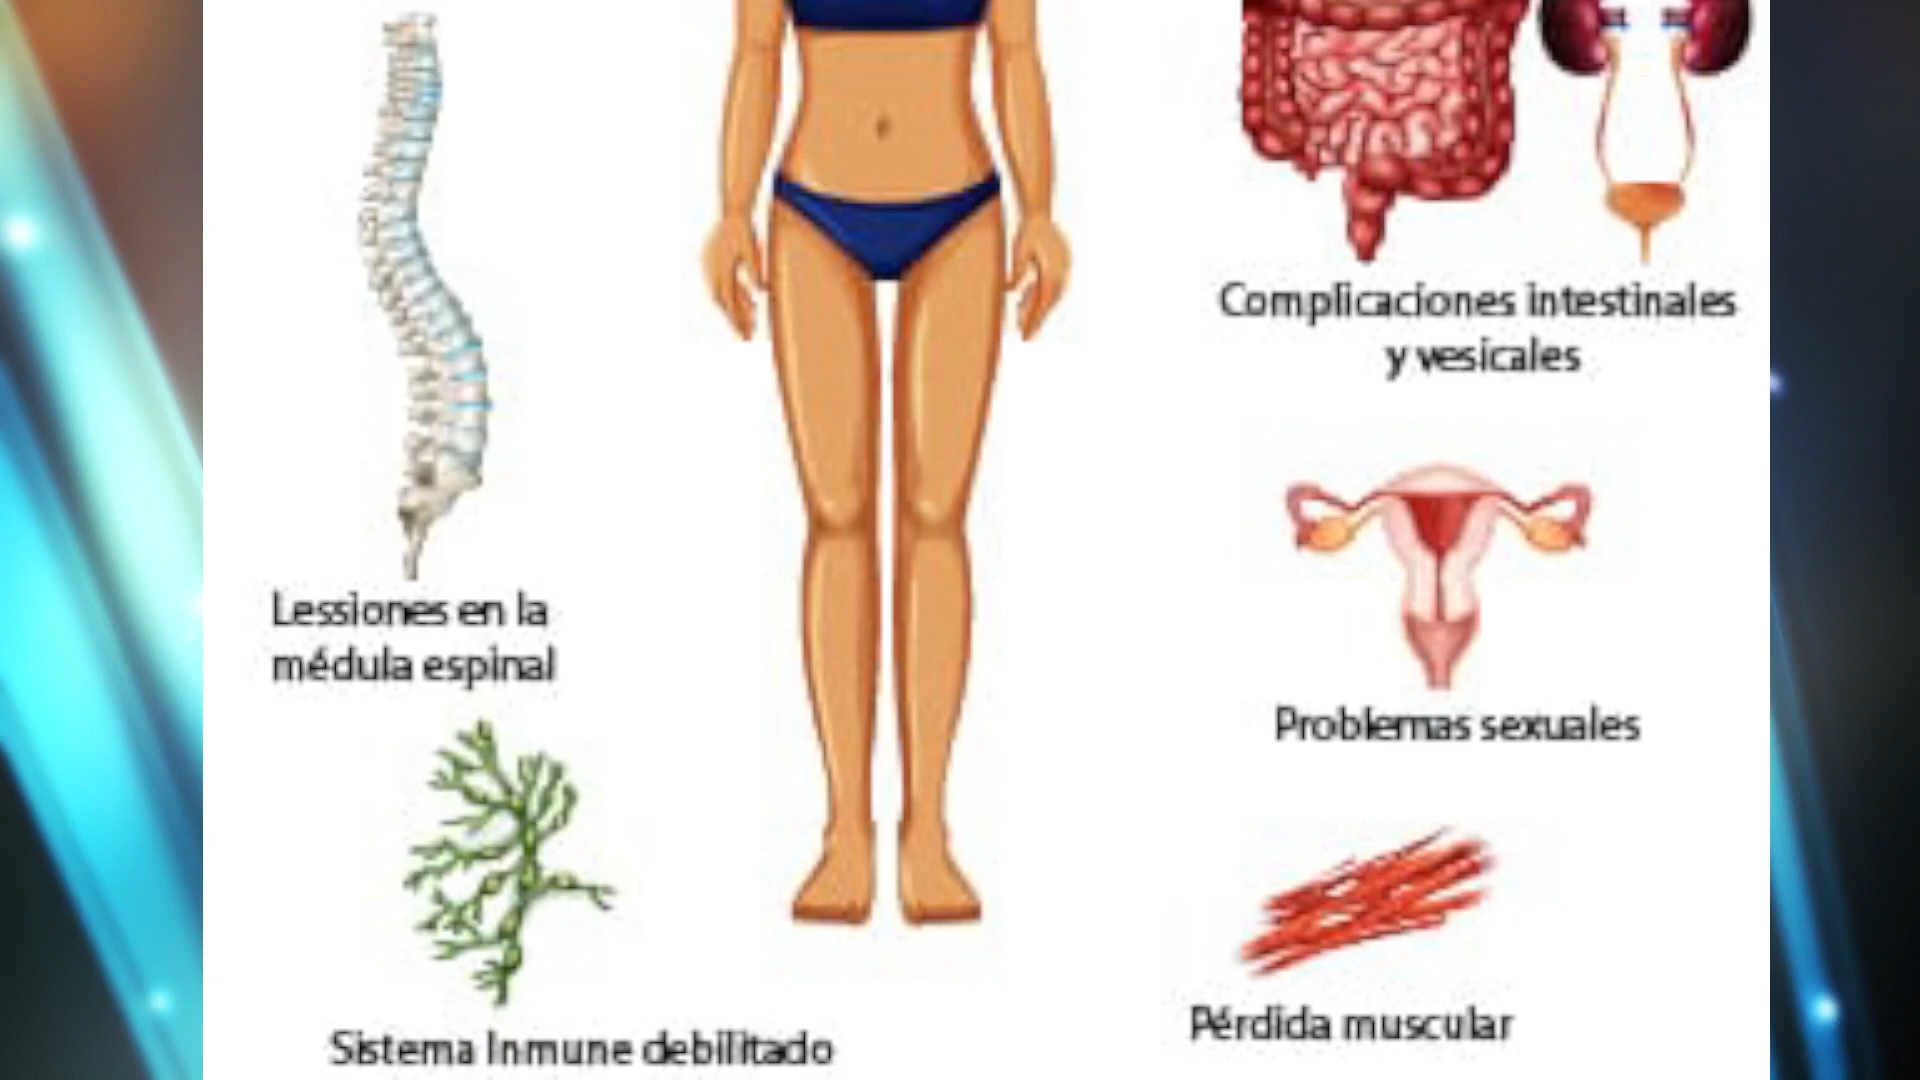 Complicaciones intestinales
y vesicales
Lessiones en la
médula espinal
Problemas sexuales
Pérdida muscular
Sistema Inmune debilitado